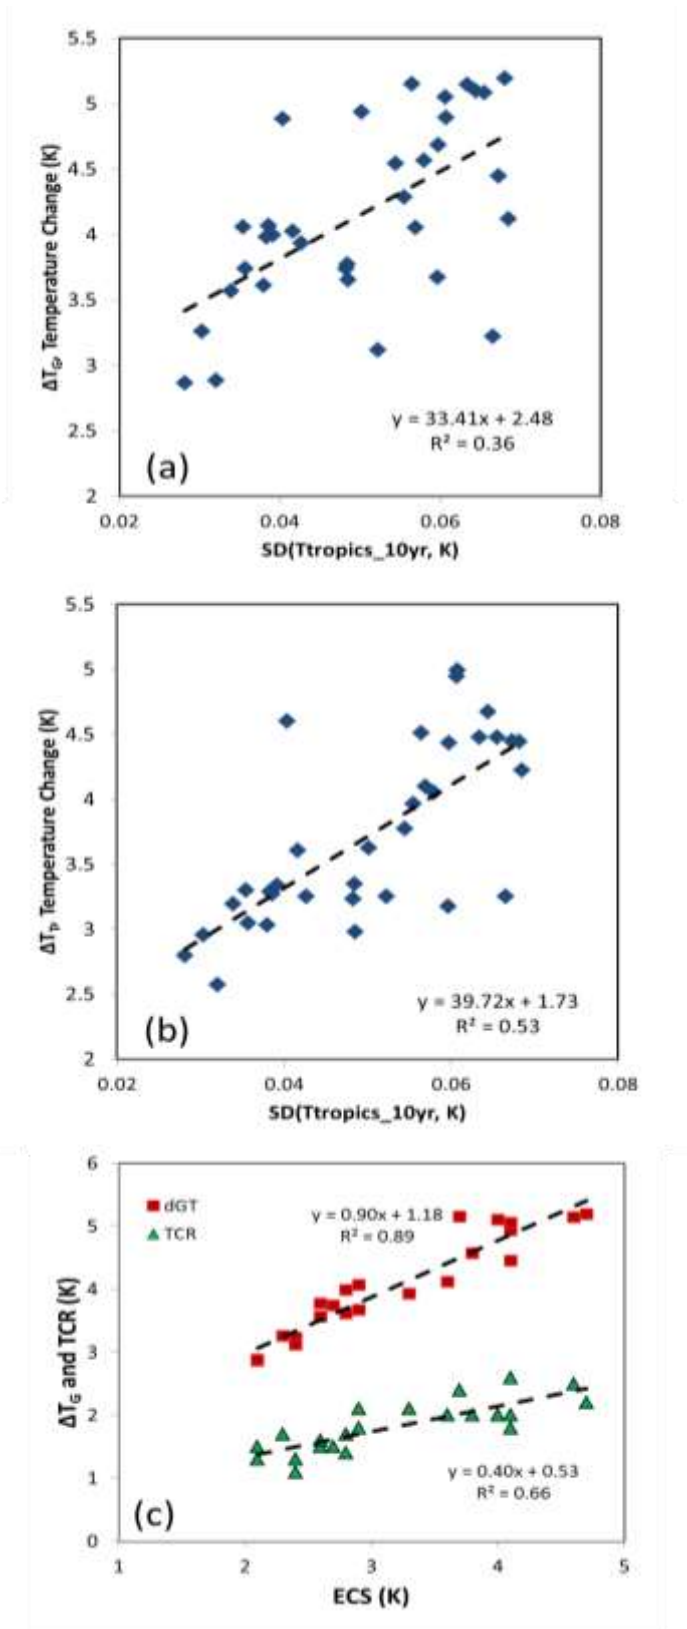 5.5
5
4.5
4
3.5
3
2.5
2
ΔT_G, Temperature Change (K)
y = 33.41x + 2.48
R² = 0.36
(a)
0.02 0.04 0.06 0.08
SD(Ttropics_10yr, K)
5.5
5
4.5
4
3.5
3
2.5
2
ΔT_T, Temperature Change (K)
y = 39.72x + 1.73
R² = 0.53
(b)
0.02 0.04 0.06 0.08
SD(Ttropics_10yr, K)
6
5
4
3
2
1
0
ΔT_G and TCR (K)
dGT
TCR
y = 0.90x + 1.18
R² = 0.89
y = 0.40x + 0.53
R² = 0.66
(c)
1 2 3 4 5
ECS (K)